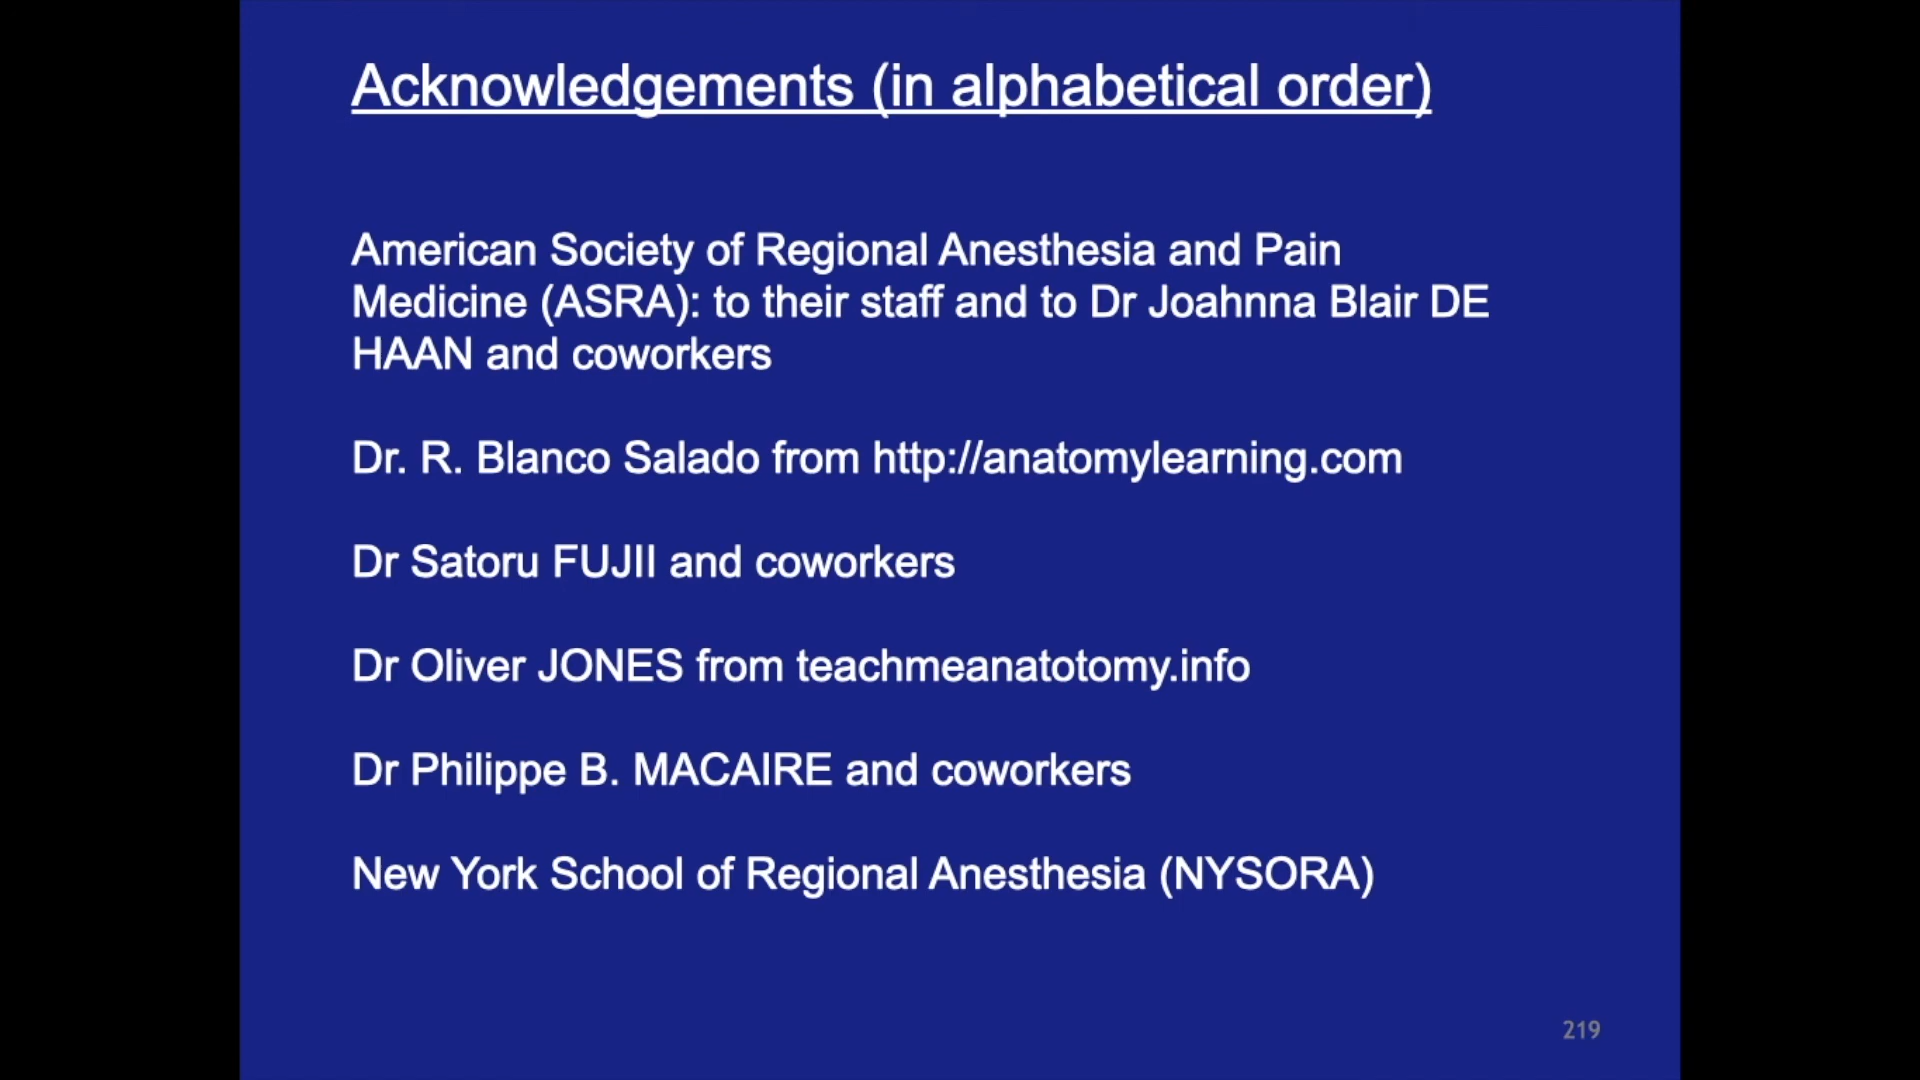 Acknowledgements (in alphabetical order)
American Society of Regional Anesthesia and Pain
Medicine (ASRA): to their staff and to Dr Joahnna Blair DE
HAAN and coworkers
Dr. R. Blanco Salado from http://anatomylearning.com
Dr Satoru FUJII and coworkers
Dr Oliver JONES from teachmeanatotomy.info
Dr Philippe B. MACAIRE and coworkers
New York School of Regional Anesthesia (NYSORA)
219